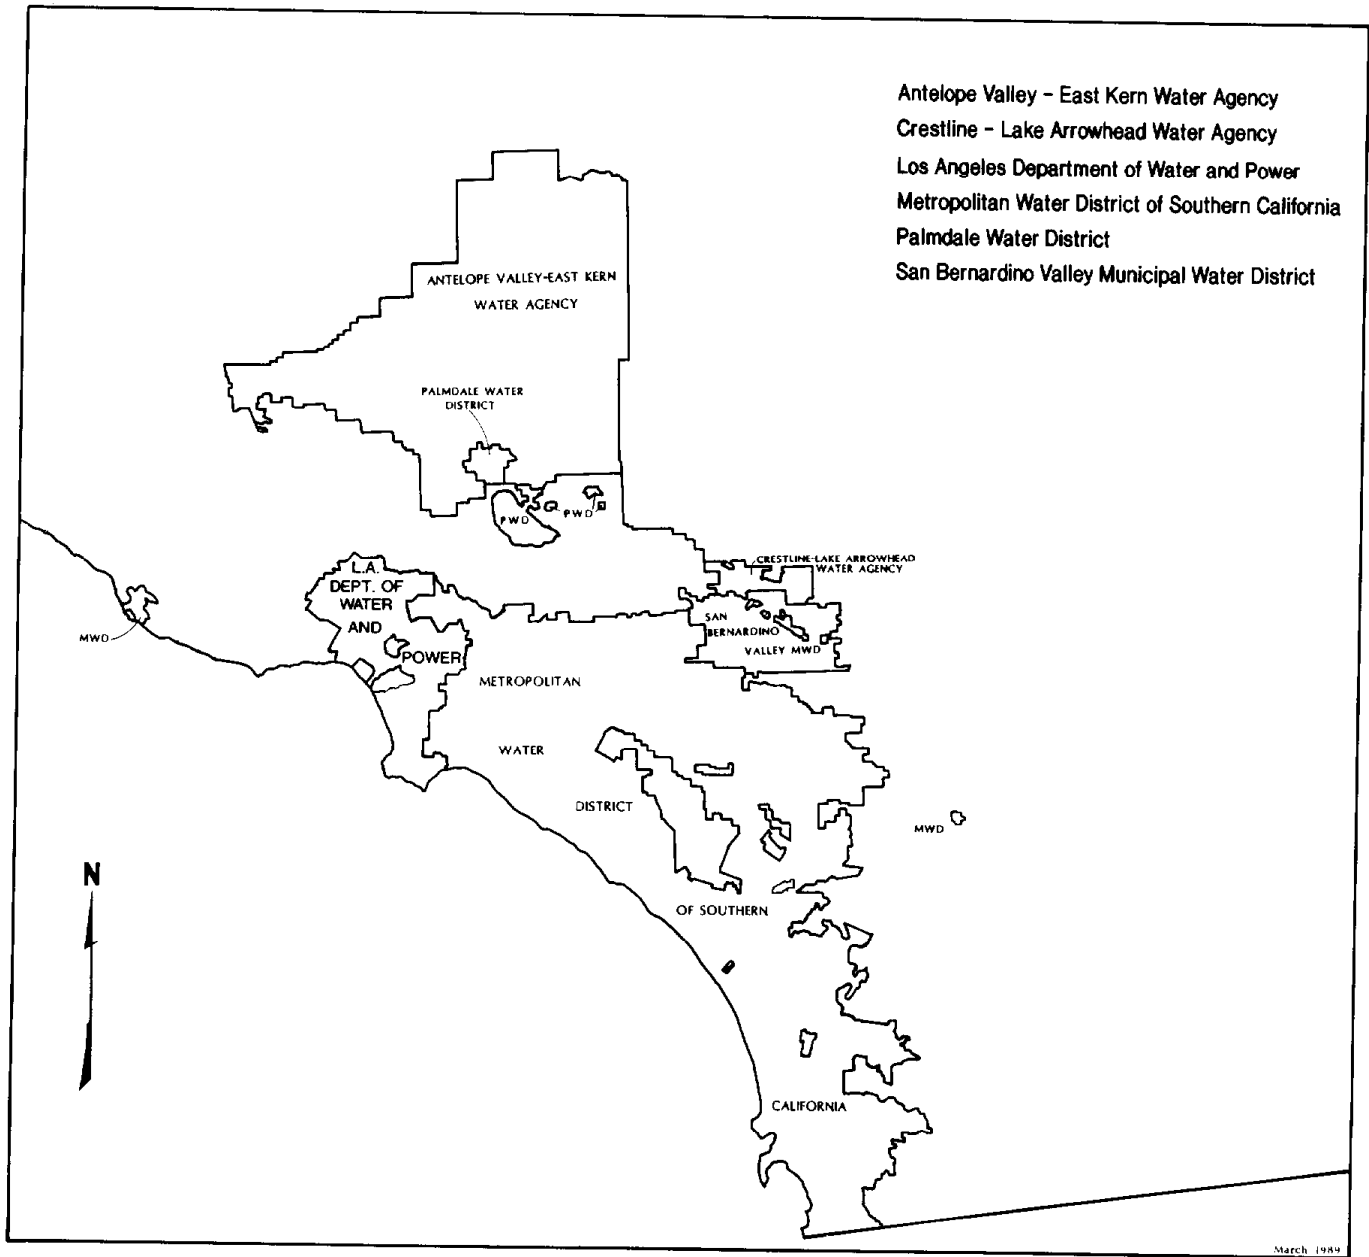 Antelope Valley - East Kern Water Agency
Crestline - Lake Arrowhead Water Agency
Los Angeles Department of Water and Power
Metropolitan Water District of Southern California
Palmdale Water District
San Bernardino Valley Municipal Water District
ANTELOPE VALLEY-EAST KERN
WATER AGENCY
PALMDALE WATER
DISTRICT
PWD
PWD
CRESTLINE-LAKE ARROWHEAD
WATER AGENCY
L.A.
DEPT. OF
WATER
AND
POWER
MWD
SAN
BERNARDINO
VALLEY MWD
METROPOLITAN
WATER
DISTRICT
MWD
OF SOUTHERN
CALIFORNIA
N
March 1989